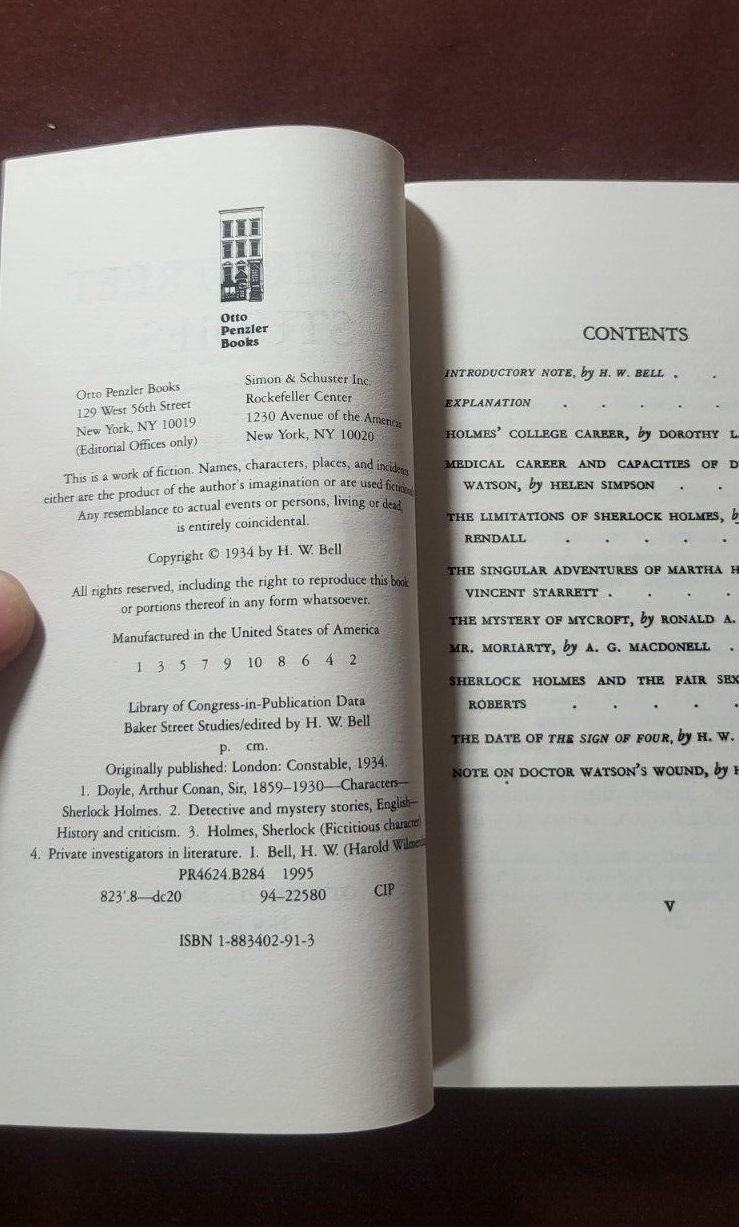 Otto
Penzler
Books
Otto Penzler Books
129 West 56th Street
New York, NY 10019
(Editorial Offices only)
Simon & Schuster Inc.
Rockefeller Center
1230 Avenue of the Americas
New York, NY 10020
This is a work of fiction. Names, characters, places, and incidents
either are the product of the author's imagination or are used
Any resemblance to actual events or persons, living or dead,
is entirely coincidental.
Copyright © 1934 by H. W. Bell
All rights reserved, including the right to reproduce this book
or portions thereof in any form whatsoever.
Manufactured in the United States of America
1 3 5 7 9 10 8 6 4 2
Library of Congress-in-Publication Data
Baker Street Studies/edited by H. W. Bell
p. cm.
Originally published: London: Constable, 1934.
1. Doyle, Arthur Conan, Sir, 1859–1930—Characters—
Sherlock Holmes. 2. Detective and mystery stories, English—
History and criticism. 3. Holmes, Sherlock (Fictitious character)
4. Private investigators in literature. I. Bell, H. W. (Harold
PR4624.B284 1995
823'.8—dc20 94–22580 CIP
ISBN 1-883402-91-3
CONTENTS
INTRODUCTORY NOTE, by H. W. BELL . .
EXPLANATION . . . . .
HOLMES' COLLEGE CAREER, by DOROTHY L.
MEDICAL CAREER AND CAPACITIES OF D
WATSON, by HELEN SIMPSON . .
THE LIMITATIONS OF SHERLOCK HOLMES, by
RENDALL . . . . .
THE SINGULAR ADVENTURES OF MARTHA H
VINCENT STARRETT . . . .
THE MYSTERY OF MYCROFT, by RONALD A.
MR. MORIARTY, by A. G. MACDONELL .
SHERLOCK HOLMES AND THE FAIR SEX
ROBERTS . . . . .
THE DATE OF THE SIGN OF FOUR, by H. W.
NOTE ON DOCTOR WATSON'S WOUND, by H
V